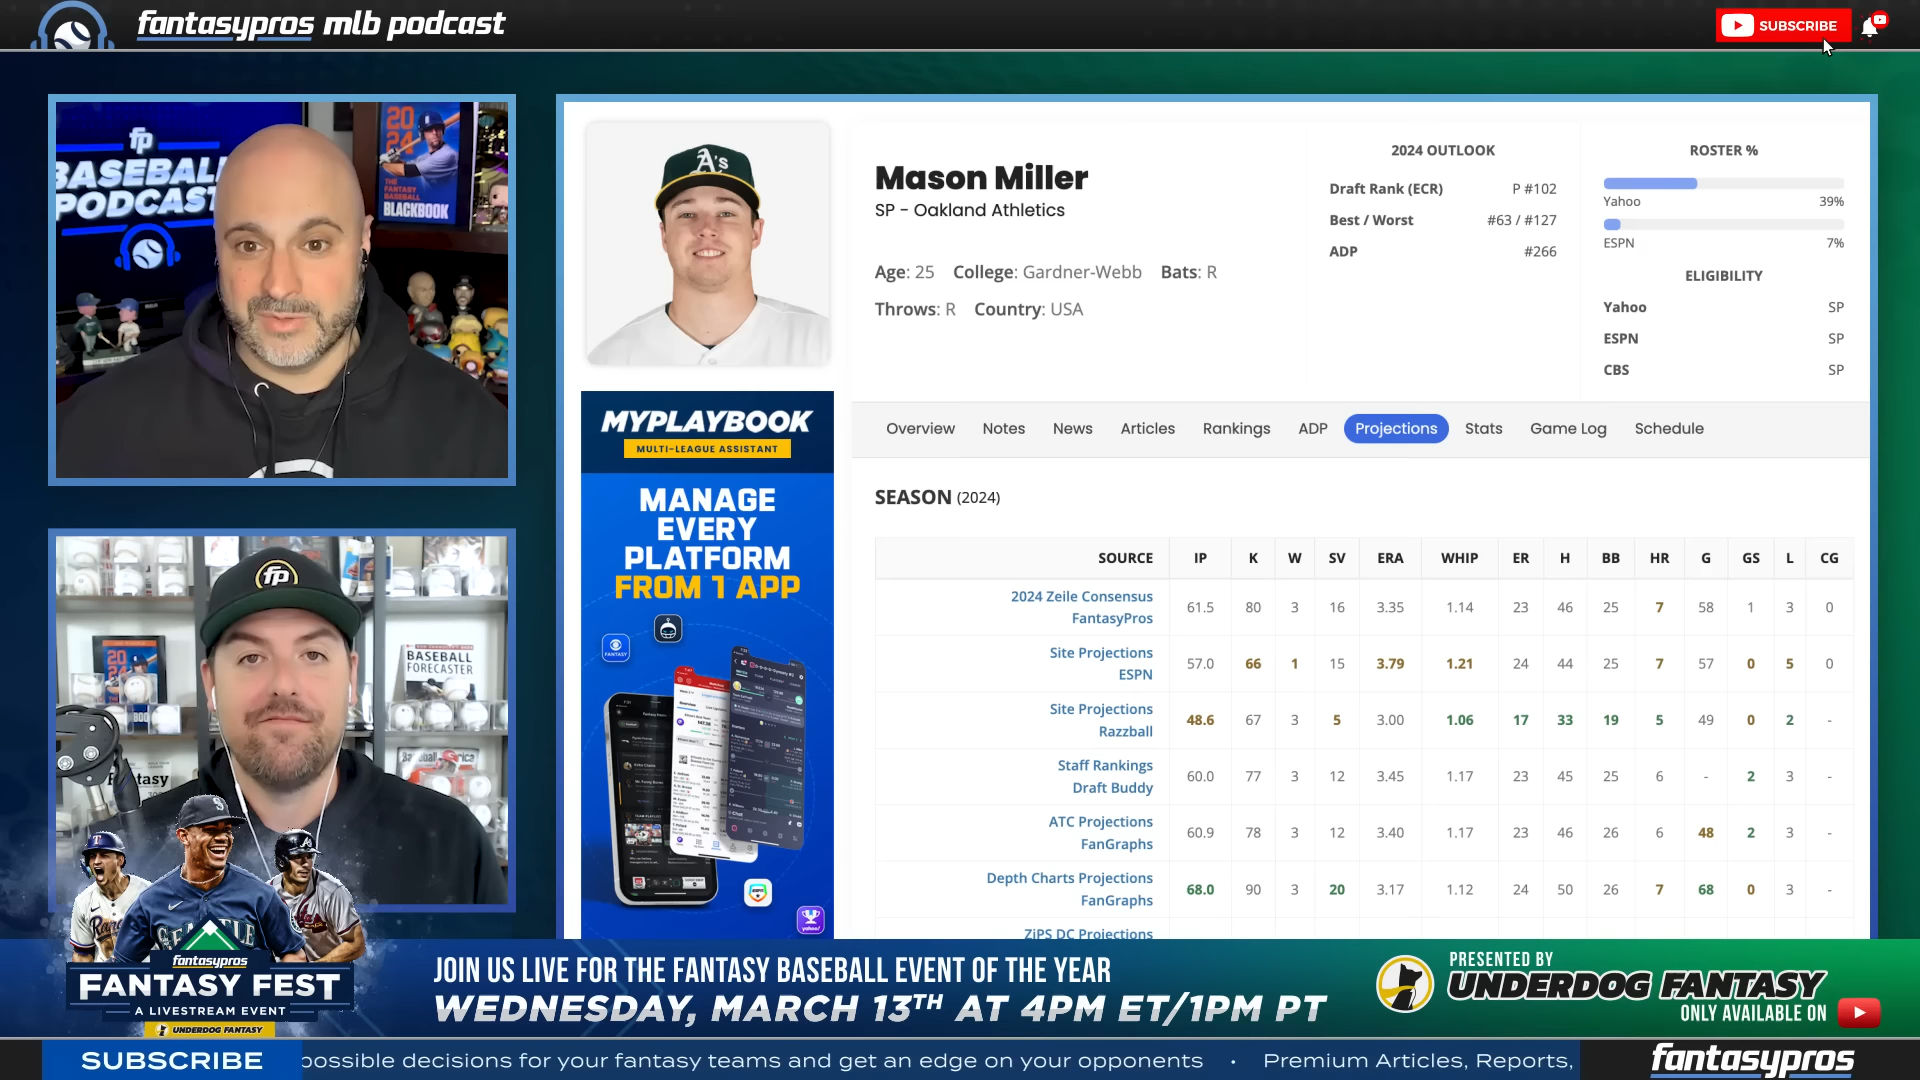 fantasypros mlb podcast
SUBSCRIBE
fp
BASEBALL
PODCAST
2024
THE
FANTASY
BASEBALL
BLACKBOOK
fp
20
24
BASEBALL
FORECASTER
A's
Mason Miller
SP - Oakland Athletics
Age: 25 College: Gardner-Webb Bats: R
Throws: R Country: USA
2024 OUTLOOK
Draft Rank (ECR) P #102
Best / Worst #63 / #127
ADP #266
ROSTER %
Yahoo 39%
ESPN 7%
ELIGIBILITY
Yahoo SP
ESPN SP
CBS SP
MYPLAYBOOK
MULTI-LEAGUE ASSISTANT
MANAGE
EVERY
PLATFORM
FROM 1 APP
FANTASY
yahoo!
Overview Notes News Articles Rankings ADP Projections Stats Game Log Schedule
SEASON (2024)
SOURCE IP K W SV ERA WHIP ER H BB HR G GS L CG
2024 Zeile Consensus
FantasyPros 61.5 80 3 16 3.35 1.14 23 46 25 7 58 1 3 0
Site Projections
ESPN 57.0 66 1 15 3.79 1.21 24 44 25 7 57 0 5 0
Site Projections
Razzball 48.6 67 3 5 3.00 1.06 17 33 19 5 49 0 2 -
Staff Rankings
Draft Buddy 60.0 77 3 12 3.45 1.17 23 45 25 6 - 2 3 -
ATC Projections
FanGraphs 60.9 78 3 12 3.40 1.17 23 46 26 6 48 2 3 -
Depth Charts Projections
FanGraphs 68.0 90 3 20 3.17 1.12 24 50 26 7 68 0 3 -
ZiPS DC Projections
SEATTLE
fantasypros
FANTASY FEST
A LIVESTREAM EVENT
UNDERDOG FANTASY
JOIN US LIVE FOR THE FANTASY BASEBALL EVENT OF THE YEAR
WEDNESDAY, MARCH 13TH AT 4PM ET/1PM PT
PRESENTED BY
UNDERDOG FANTASY
ONLY AVAILABLE ON
SUBSCRIBE
possible decisions for your fantasy teams and get an edge on your opponents • Premium Articles, Reports,
fantasypros